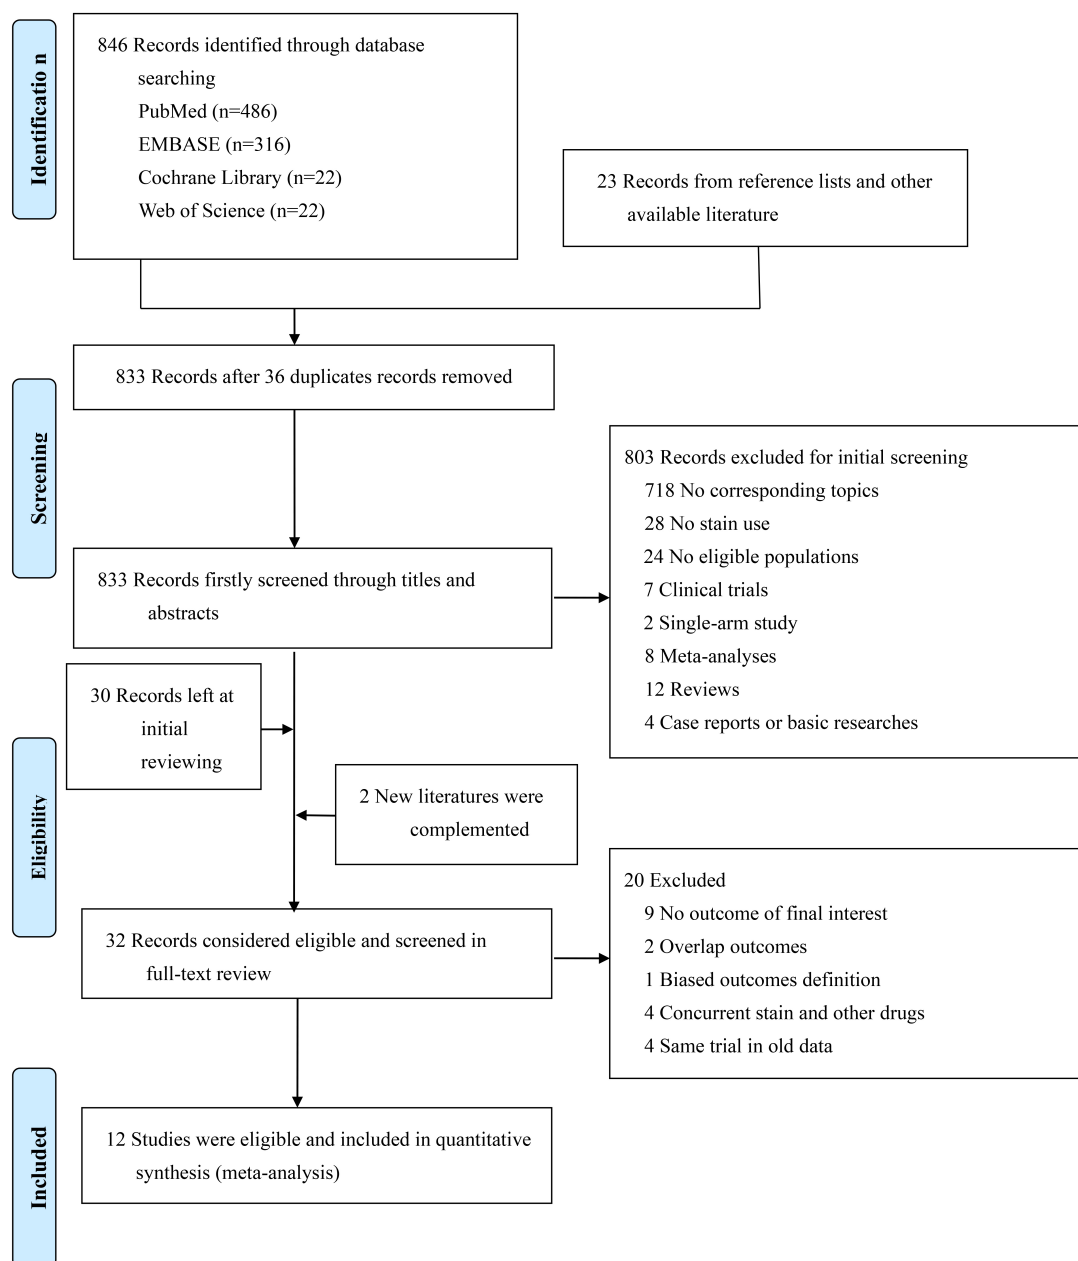 Identificatio n
846 Records identified through database
searching
PubMed (n=486)
EMBASE (n=316)
Cochrane Library (n=22)
Web of Science (n=22)
23 Records from reference lists and other
available literature
833 Records after 36 duplicates records removed
Screening
833 Records firstly screened through titles and
abstracts
803 Records excluded for initial screening
718 No corresponding topics
28 No stain use
24 No eligible populations
7 Clinical trials
2 Single-arm study
8 Meta-analyses
12 Reviews
4 Case reports or basic researches
30 Records left at
initial
reviewing
2 New literatures were
complemented
Eligibility
32 Records considered eligible and screened in
full-text review
20 Excluded
9 No outcome of final interest
2 Overlap outcomes
1 Biased outcomes definition
4 Concurrent stain and other drugs
4 Same trial in old data
Included
12 Studies were eligible and included in quantitative
synthesis (meta-analysis)